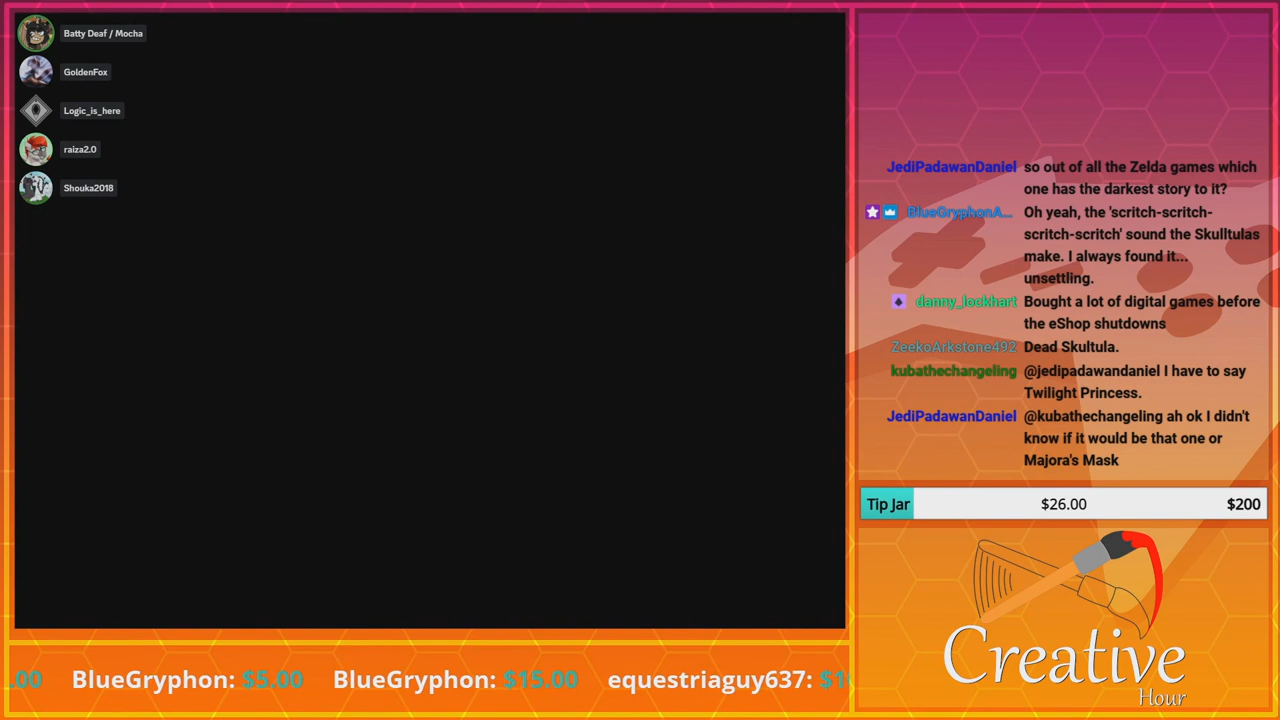 Batty Deaf / Mocha
GoldenFox
Logic_is_here
raiza2.0
Shouka2018
JediPadawanDaniel so out of all the Zelda games which
one has the darkest story to it?
BlueGryphonA... Oh yeah, the 'scritch-scritch-
scritch-scritch' sound the Skulltulas
make. I always found it...
unsettling.
danny_lockhart Bought a lot of digital games before
the eShop shutdowns
ZeekoArkstone492 Dead Skultula.
kubathechangeling @jedipadawandaniel I have to say
Twilight Princess.
JediPadawanDaniel @kubathechangeling ah ok I didn't
know if it would be that one or
Majora's Mask
Tip Jar $26.00 $200
Creative
Hour
.00 BlueGryphon: $5.00 BlueGryphon: $15.00 equestriaguy637: